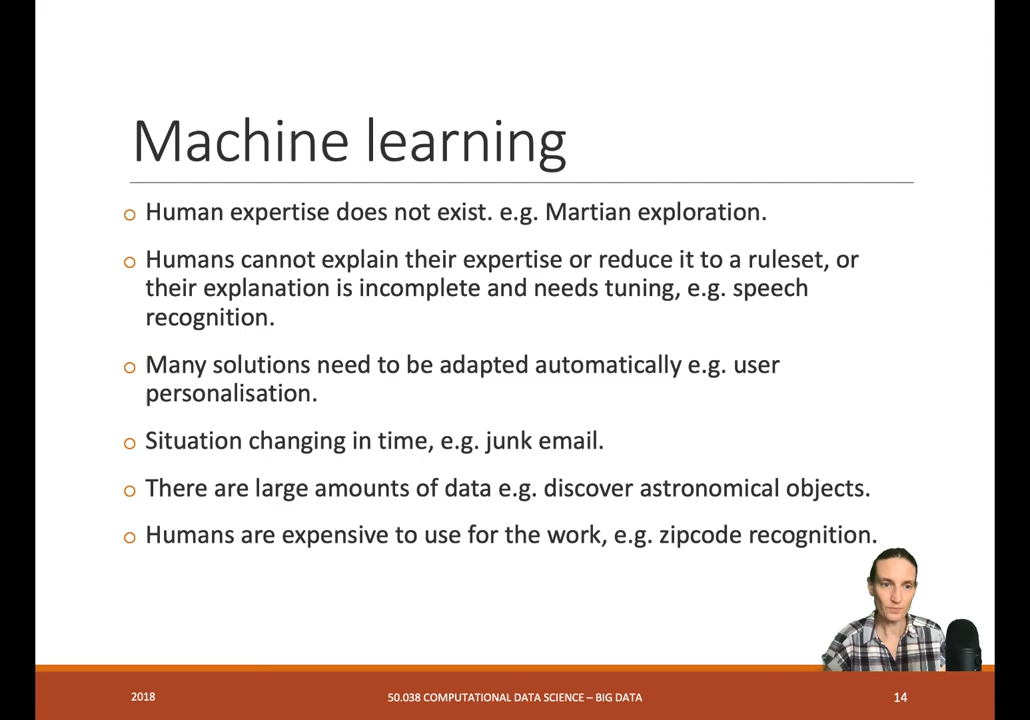 Machine learning
Human expertise does not exist. e.g. Martian exploration.
Humans cannot explain their expertise or reduce it to a ruleset, or
their explanation is incomplete and needs tuning, e.g. speech
recognition.
Many solutions need to be adapted automatically e.g. user
personalisation.
Situation changing in time, e.g. junk email.
There are large amounts of data e.g. discover astronomical objects.
Humans are expensive to use for the work, e.g. zipcode recognition.
2018
50.038 COMPUTATIONAL DATA SCIENCE – BIG DATA
14